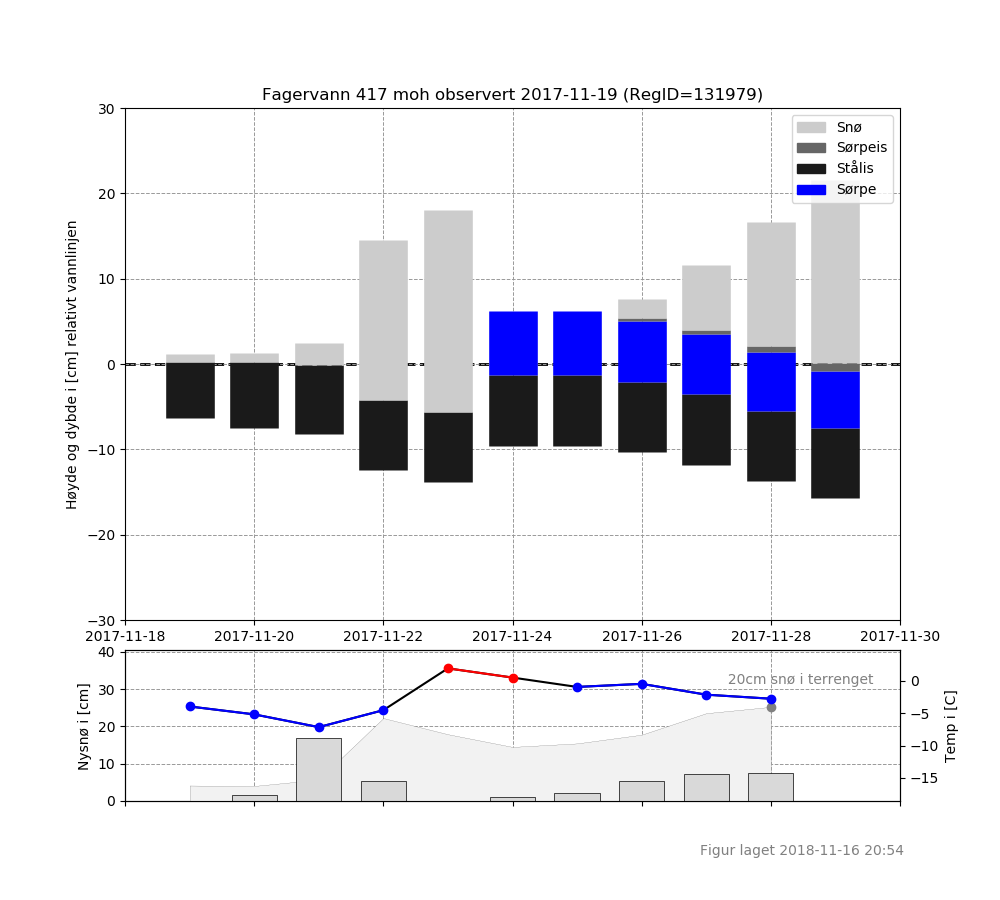 Fagervann 417 moh observert 2017-11-19 (RegID=131979)
30
20
10
0
−10
−20
−30
Høyde og dybde i [cm] relativt vannlinjen
Snø
Sørpeis
Stålis
Sørpe
2017-11-18 2017-11-20 2017-11-22 2017-11-24 2017-11-26 2017-11-28 2017-11-30
40
30
20
10
0
Nysnø i [cm]
20cm snø i terrenget
0
−5
−10
−15
Temp i [C]
Figur laget 2018-11-16 20:54